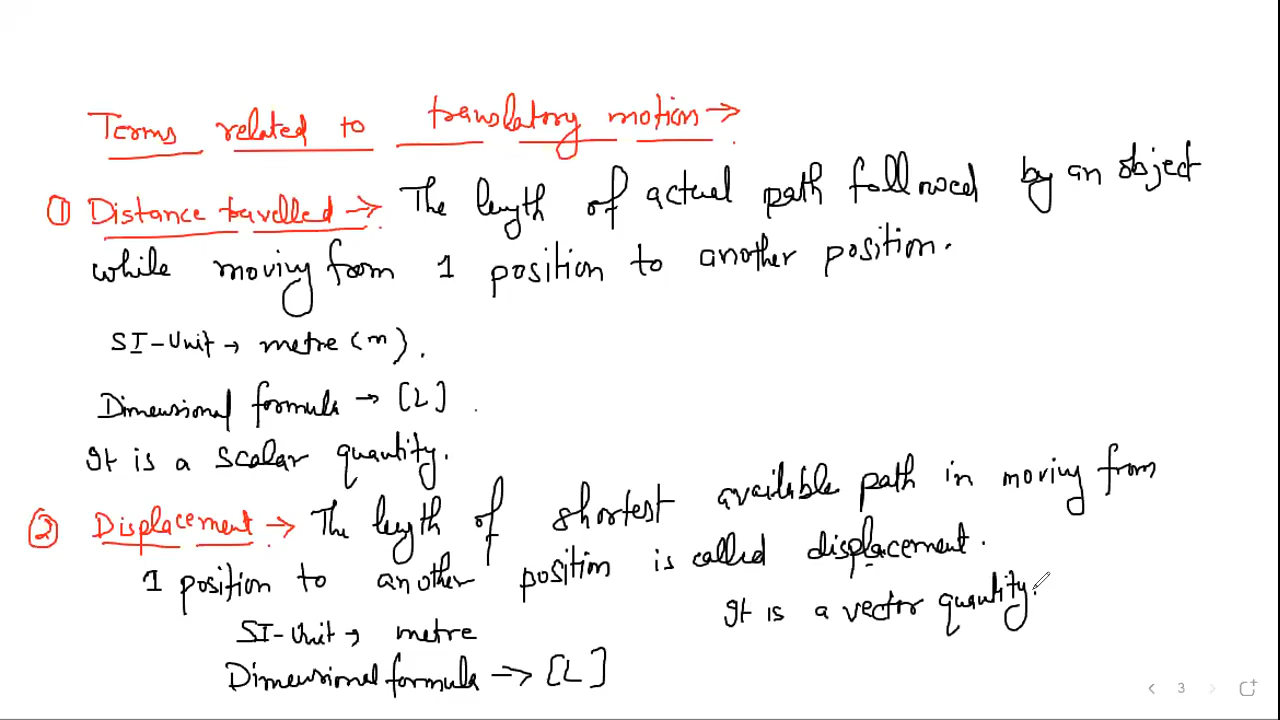 Terms related to translatory motion →
① Distance travelled → The length of actual path followed by an object
while moving from 1 position to another position.
SI-Unit → metre (m).
Dimensional formula → [L]
It is a scalar quantity.
② Displacement → The length of shortest available path in moving from
1 position to another position is called displacement.
It is a vector quantity.
SI-Unit → metre
Dimensional formula → [L]
3